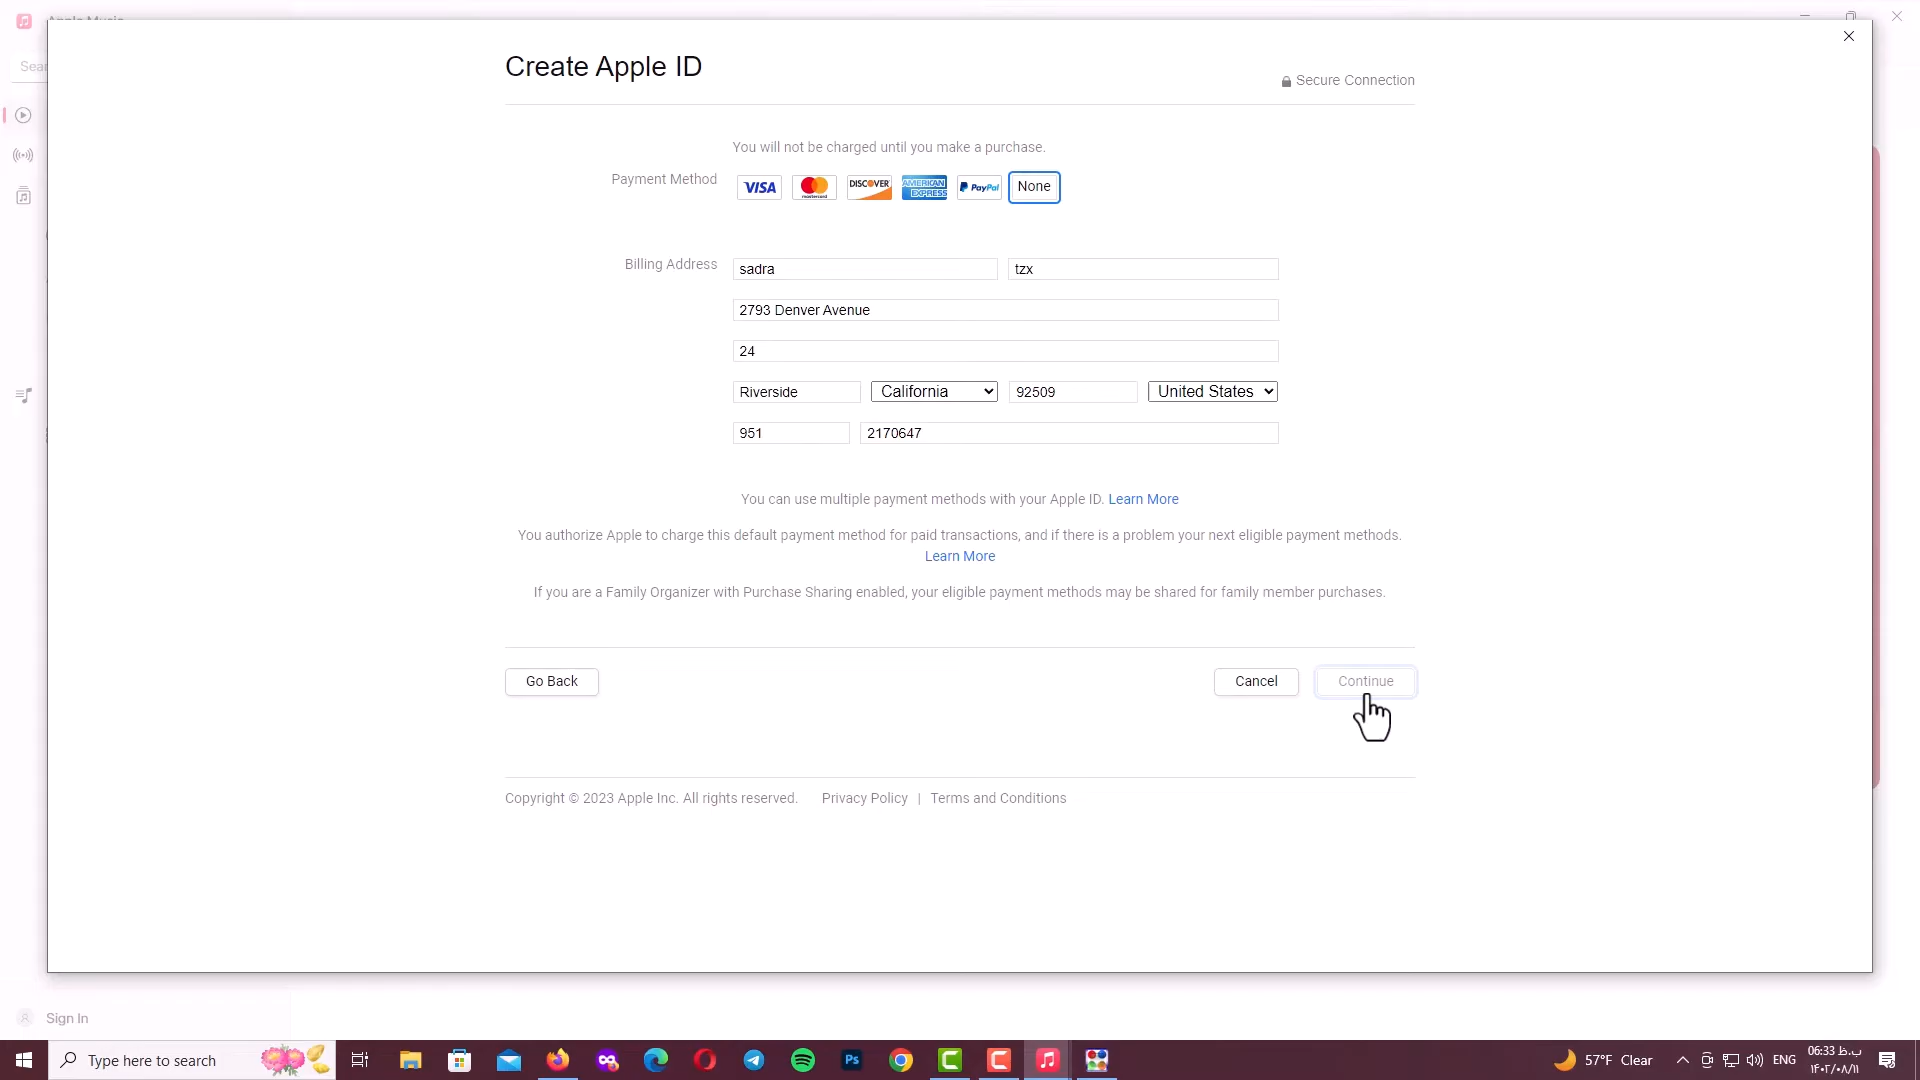 Create Apple ID
Secure Connection
You will not be charged until you make a purchase.
Payment Method
VISA
mastercard
DISCOVER
AMERICAN EXPRESS
PayPal
None
Billing Address
sadra
tzx
2793 Denver Avenue
24
Riverside
California
92509
United States
951
2170647
You can use multiple payment methods with your Apple ID. Learn More
You authorize Apple to charge this default payment method for paid transactions, and if there is a problem your next eligible payment methods.
Learn More
If you are a Family Organizer with Purchase Sharing enabled, your eligible payment methods may be shared for family member purchases.
Go Back
Cancel
Continue
Copyright © 2023 Apple Inc. All rights reserved.
Privacy Policy | Terms and Conditions
Sign In
Type here to search
Ps
57°F Clear
ENG
06:33 ب.ظ
۱۴۰۲/۰۸/۱۱